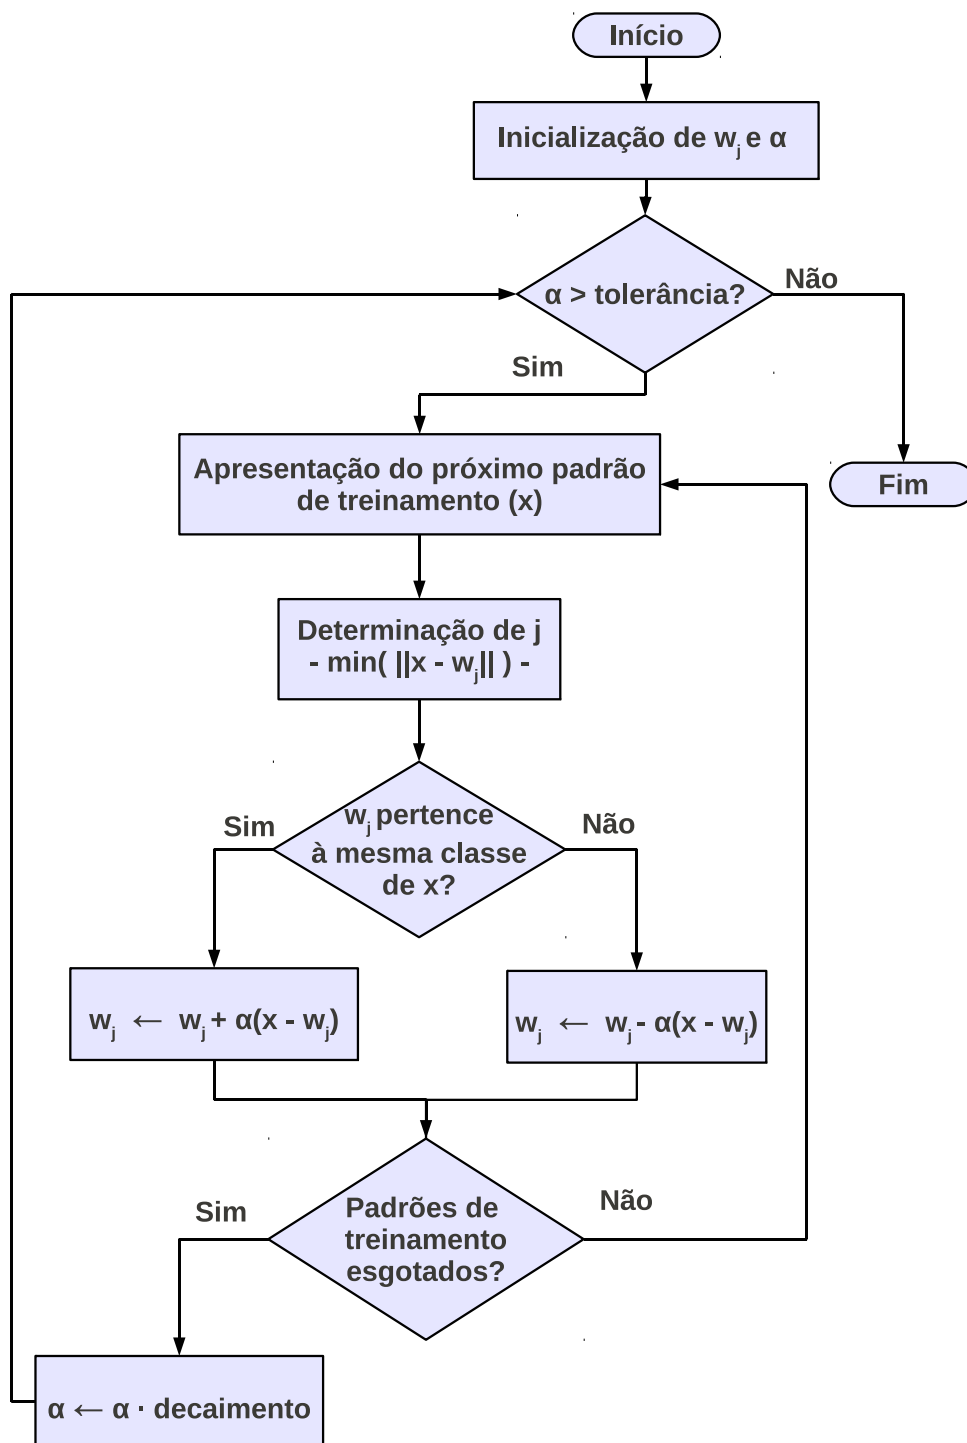 Início
Inicialização de wj e α
α > tolerância?
Não
Sim
Apresentação do próximo padrão
de treinamento (x)
Fim
Determinação de j
- min( ||x - wj|| ) -
Sim
wj pertence
à mesma classe
de x?
Não
wj ← wj + α(x - wj)
wj ← wj - α(x - wj)
Sim
Padrões de
treinamento
esgotados?
Não
α ← α · decaimento